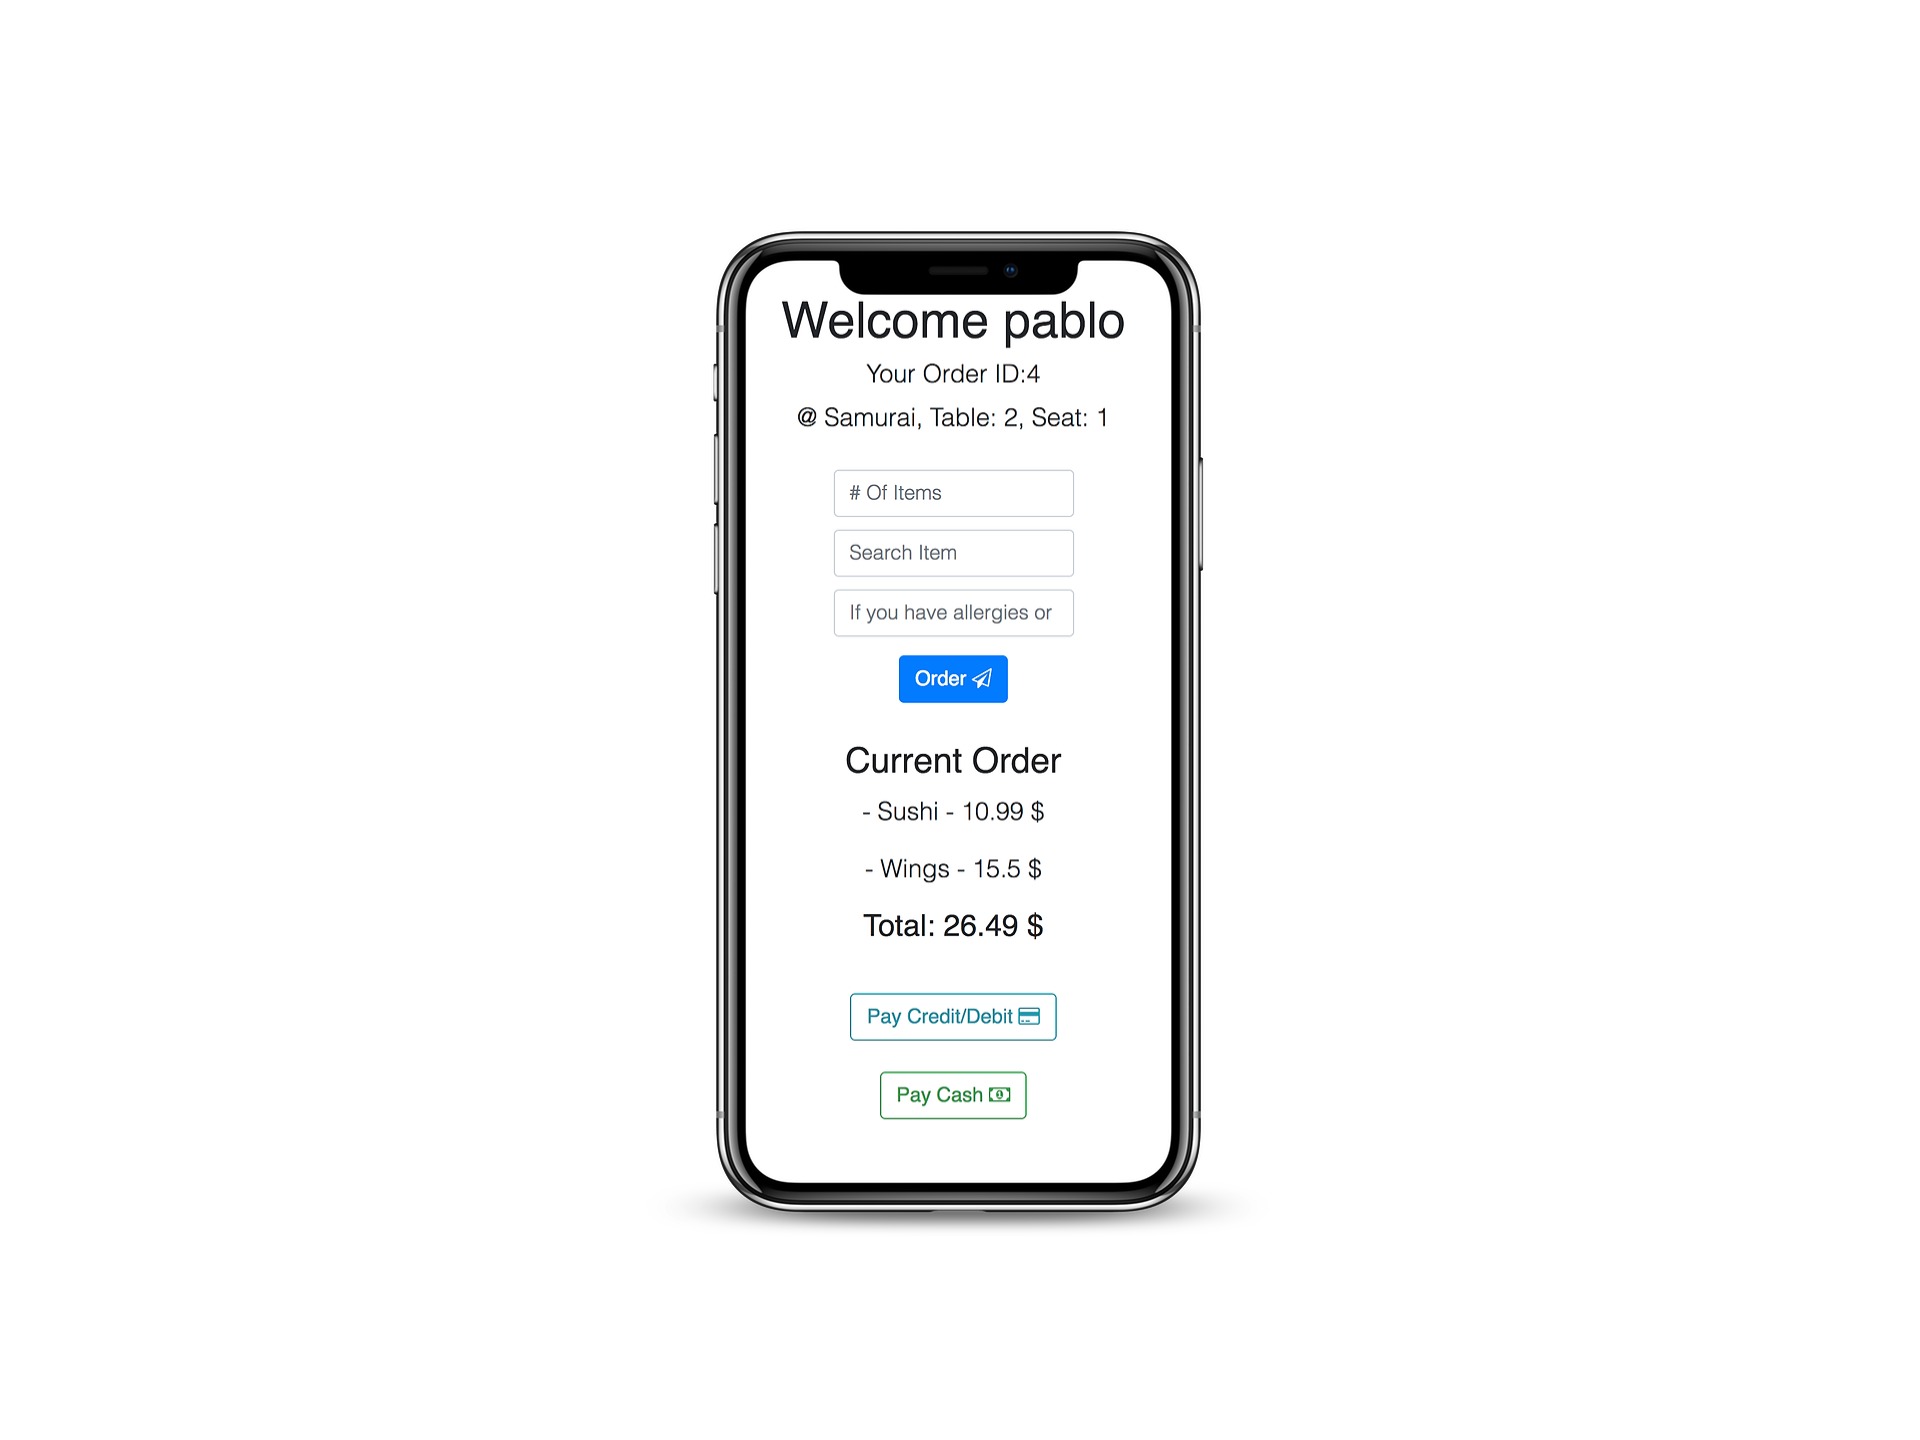 Welcome pablo
Your Order ID:4
@ Samurai, Table: 2, Seat: 1
# Of Items
Search Item
If you have allergies or
Order
Current Order
- Sushi - 10.99 $
- Wings - 15.5 $
Total: 26.49 $
Pay Credit/Debit
Pay Cash